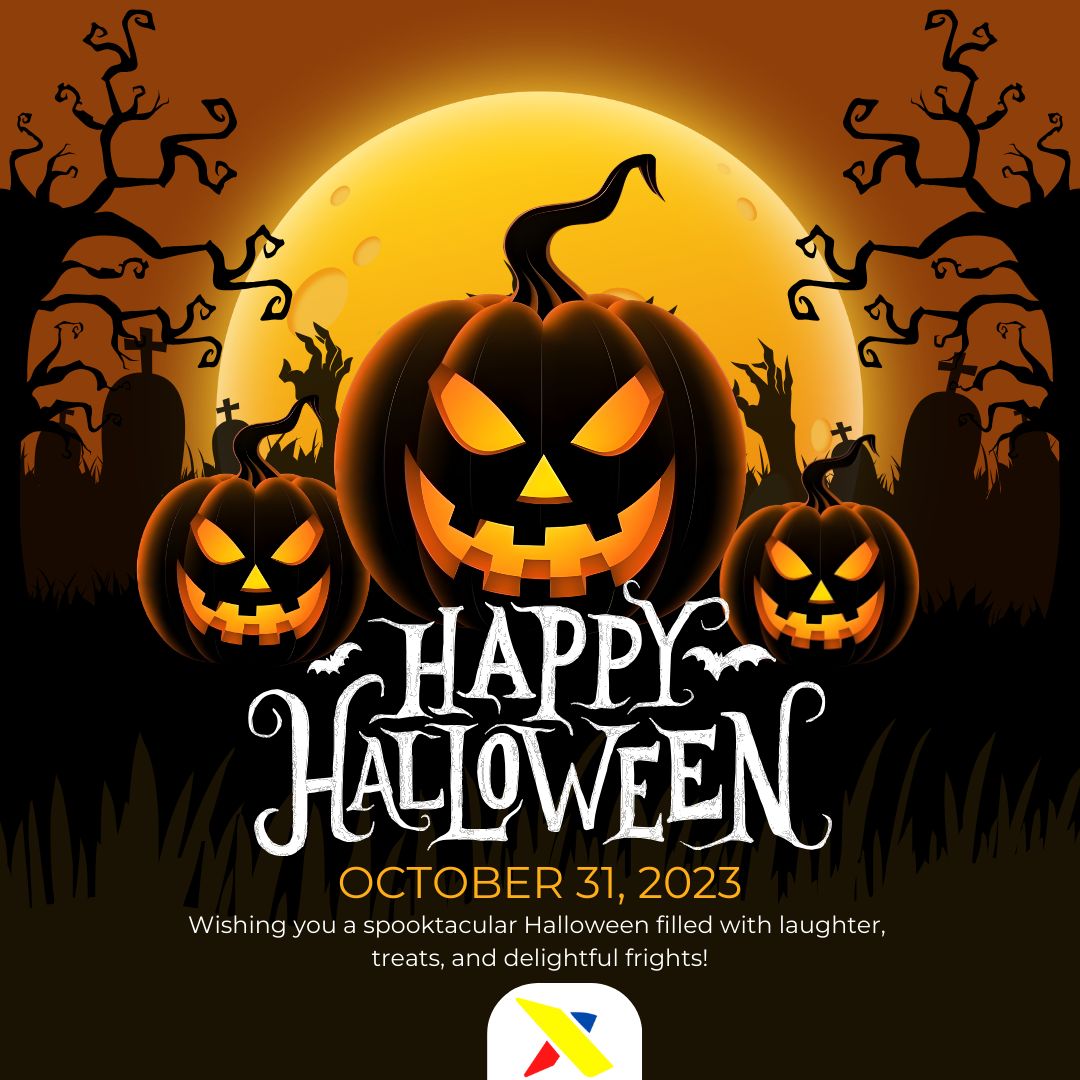 HAPPY
HALLOWEEN
OCTOBER 31, 2023
Wishing you a spooktacular Halloween filled with laughter,
treats, and delightful frights!